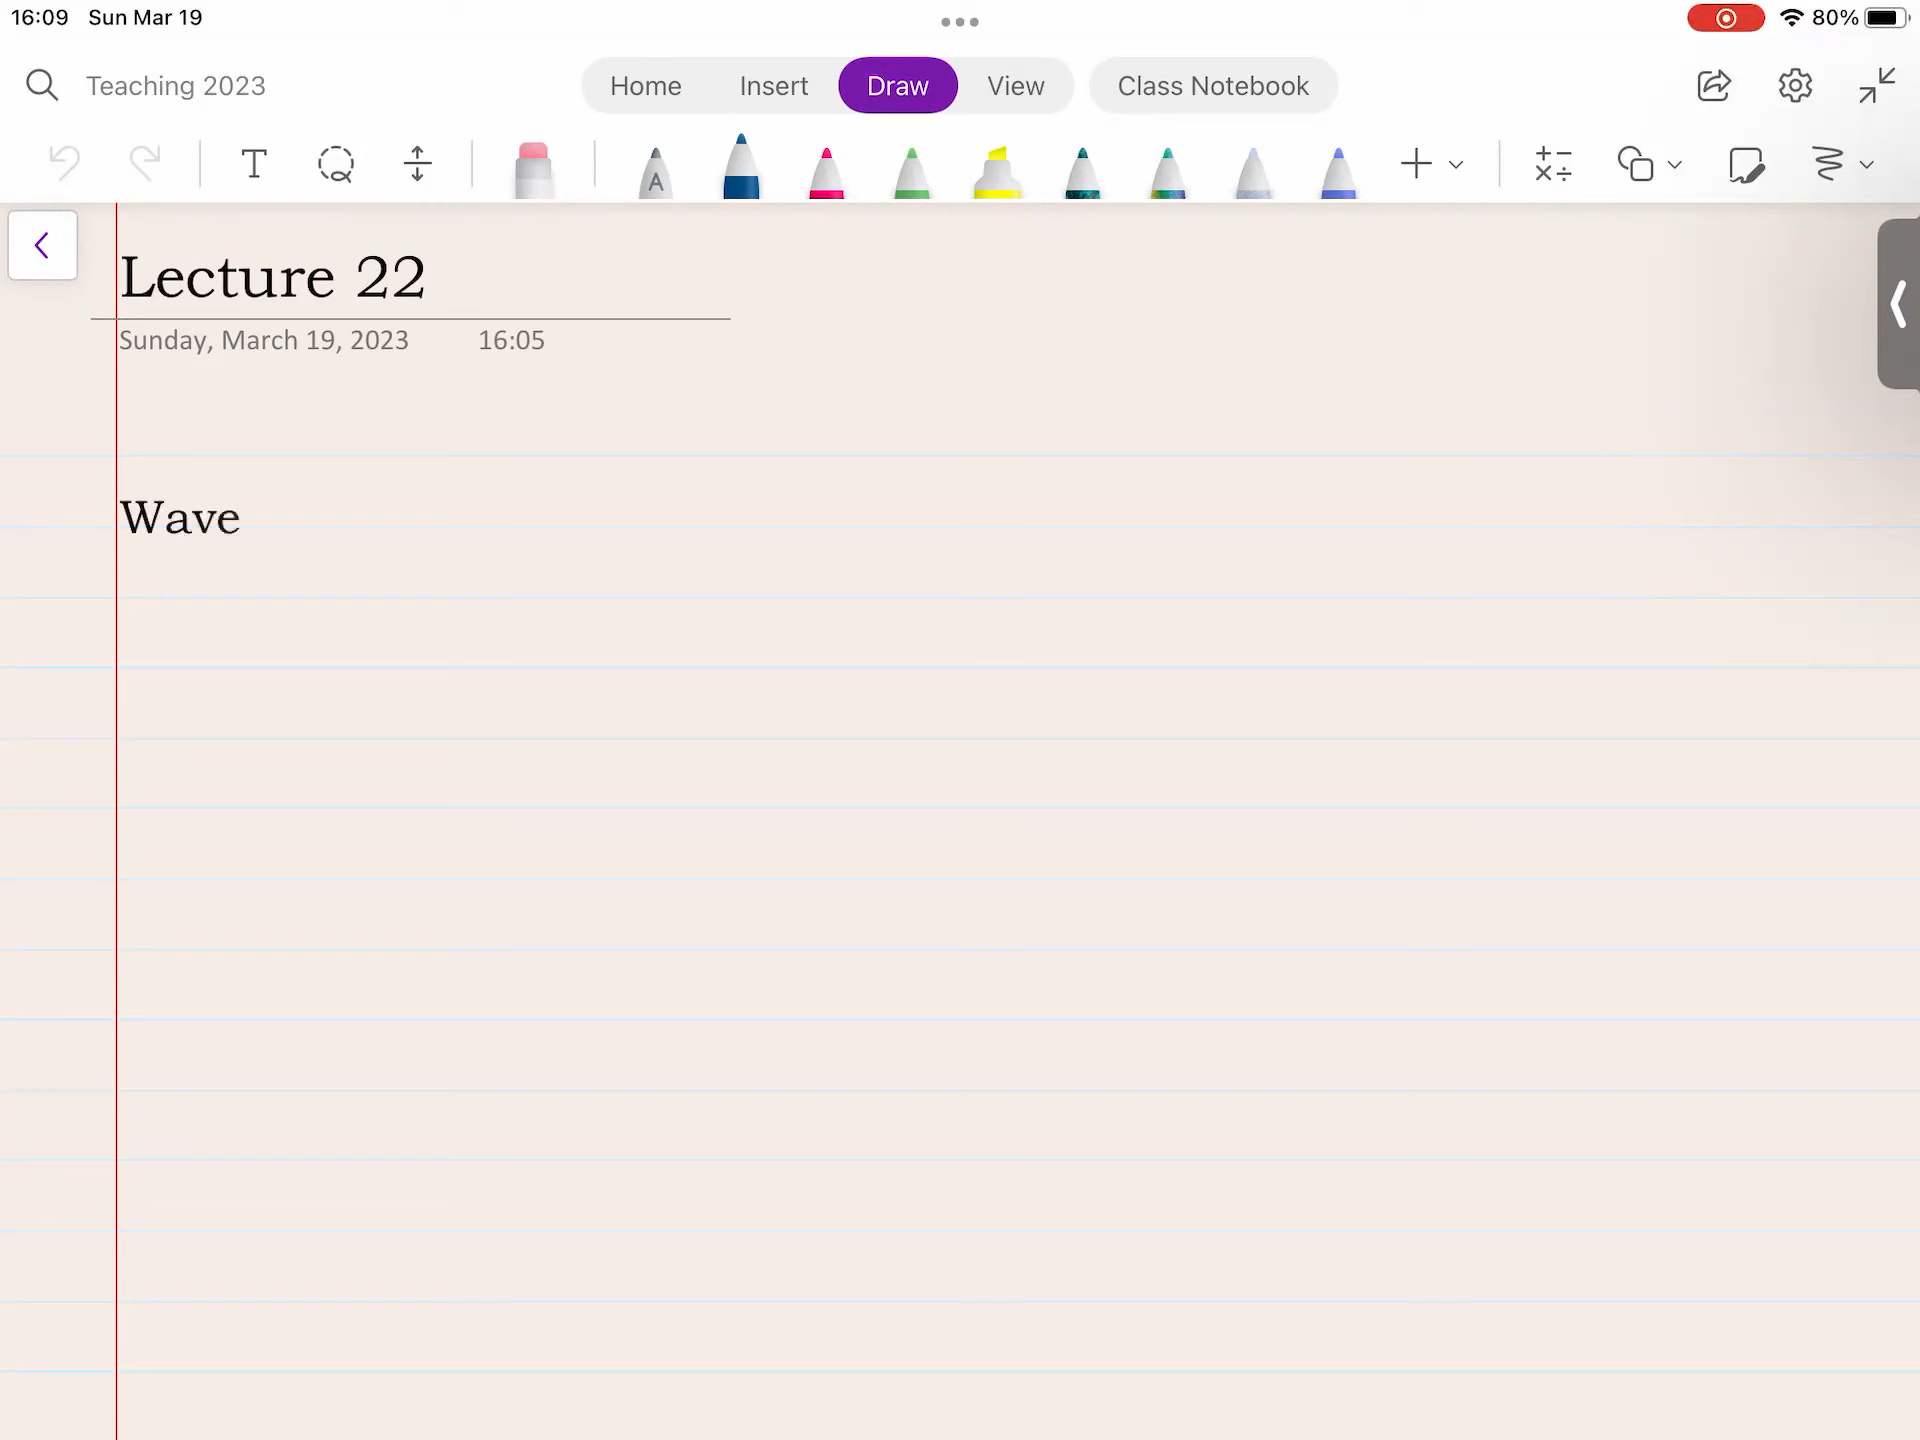 16:09 Sun Mar 19
80%
Teaching 2023
Home Insert Draw View Class Notebook
T
A
Lecture 22
Sunday, March 19, 2023 16:05
Wave